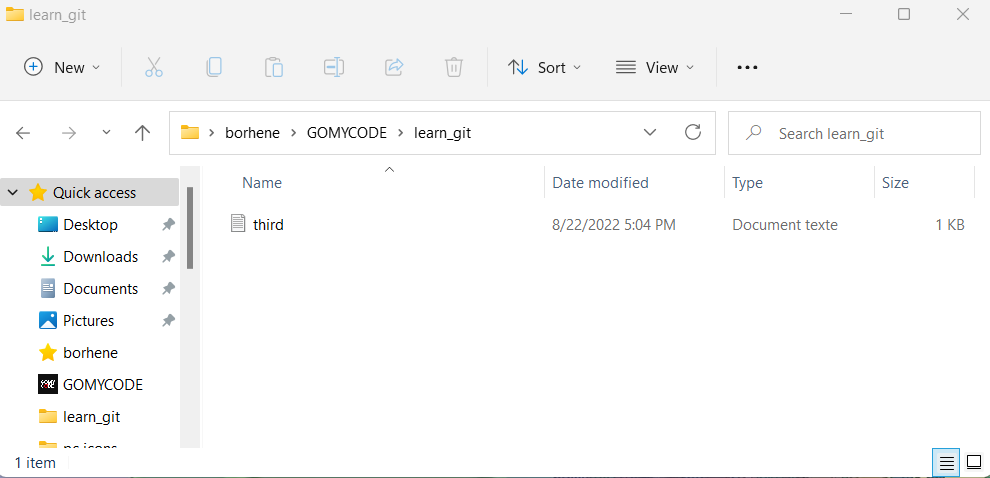 learn_git
New Sort View
borhene GOMYCODE learn_git Search learn_git
Name Date modified Type Size
third 8/22/2022 5:04 PM Document texte 1 KB
Quick access
Desktop
Downloads
Documents
Pictures
borhene
GOMYCODE
learn_git
1 item